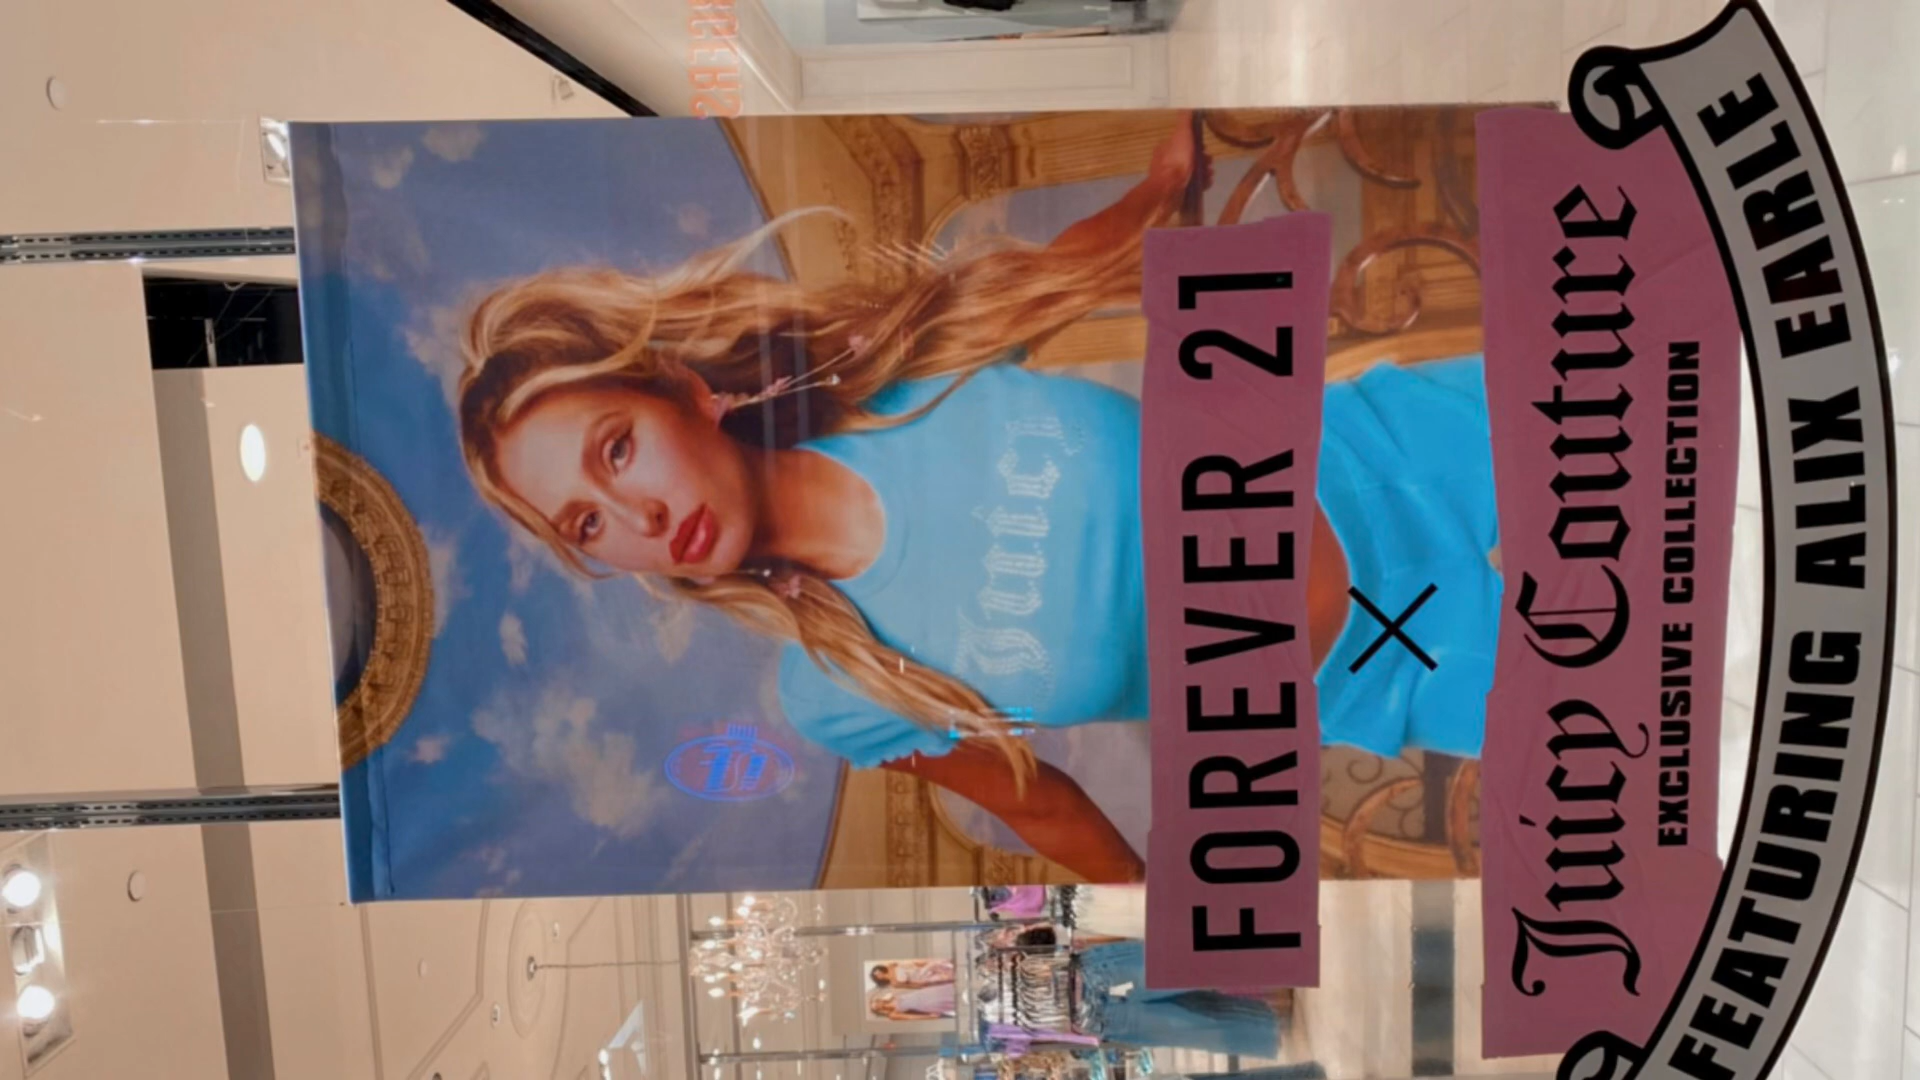 Juicy
FOREVER 21
×
Juicy Couture
EXCLUSIVE COLLECTION
FEATURING ALIX EARLE